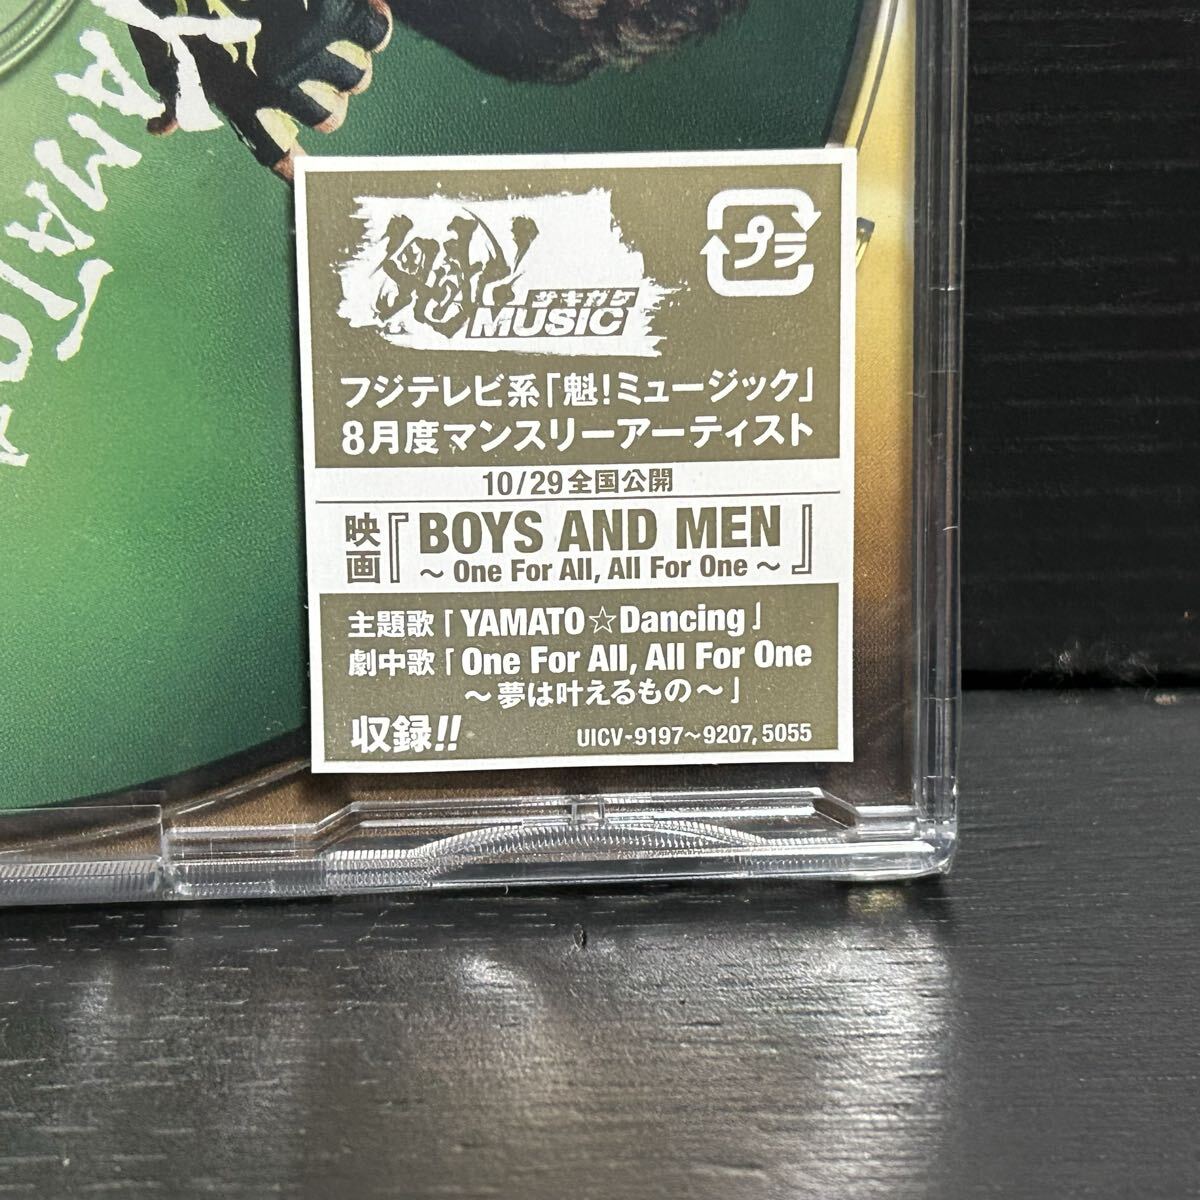 YAMATO
魁!
サキガケ
MUSIC
プラ
フジテレビ系「魁!ミュージック」
8月度マンスリーアーティスト
10/29全国公開
映画『BOYS AND MEN
～One For All, All For One～』
主題歌「YAMATO☆Dancing」
劇中歌「One For All, All For One
～夢は叶えるもの～」
収録!!
UICV-9197～9207, 5055